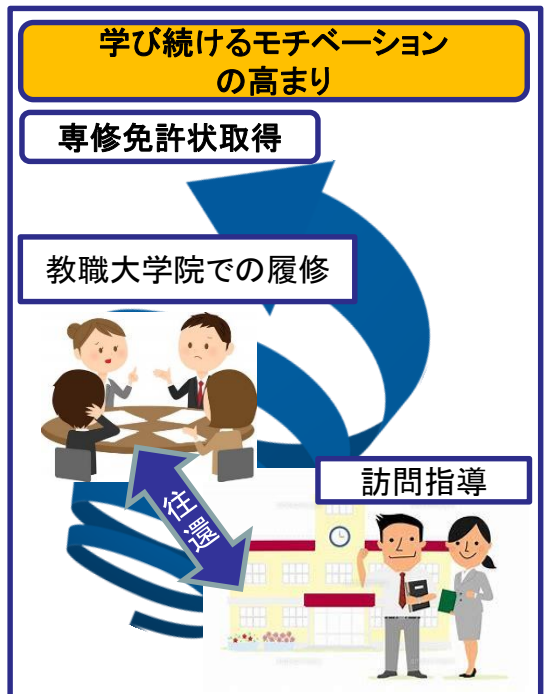 学び続けるモチベーション
の高まり
専修免許状取得
教職大学院での履修
往還
訪問指導